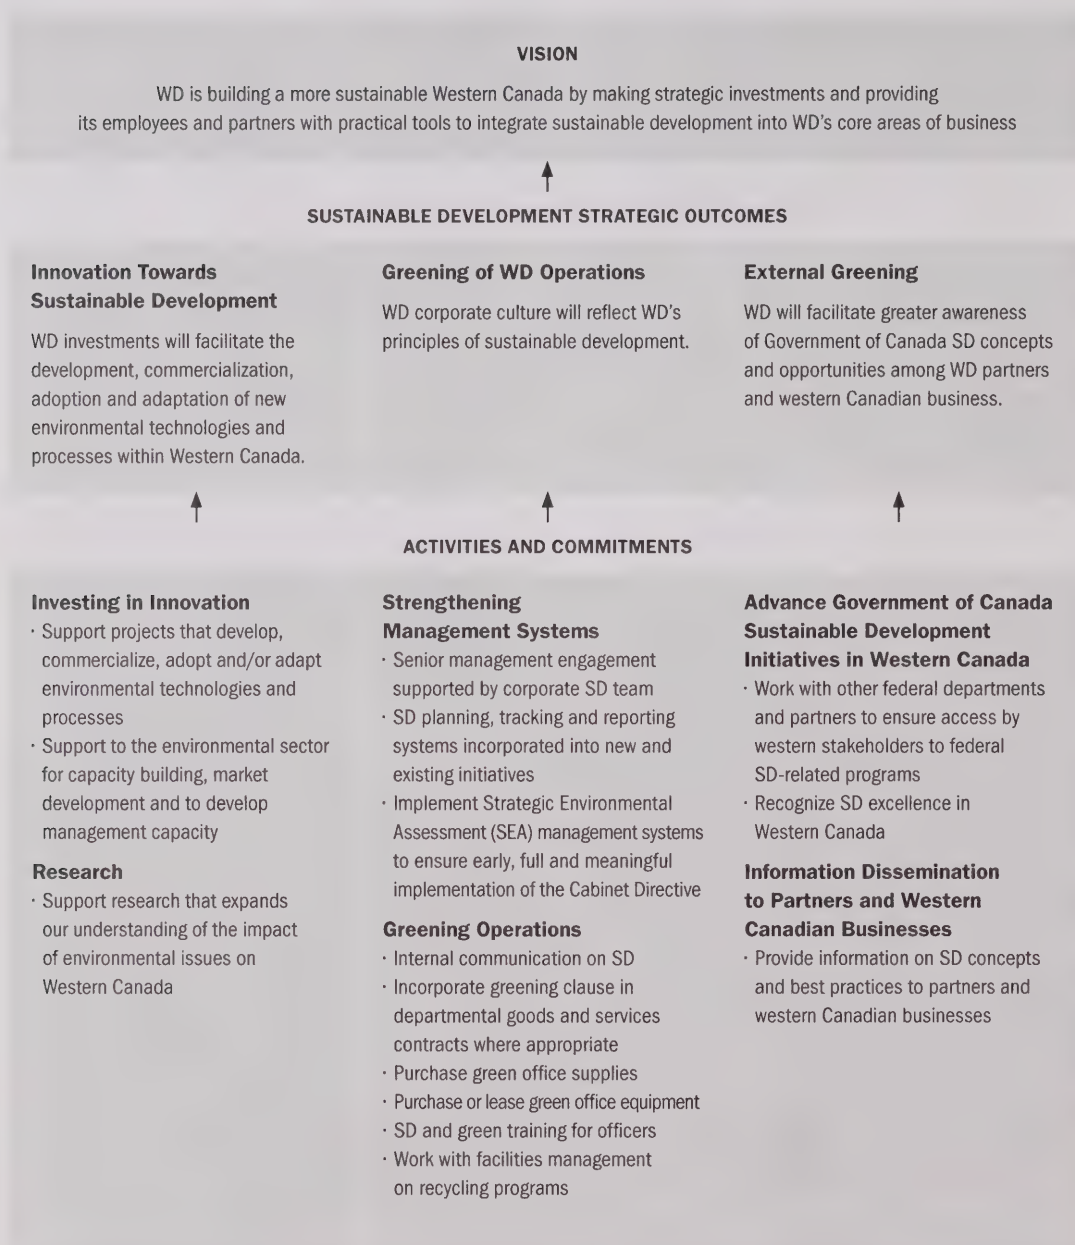 VISION
WD is building a more sustainable Western Canada by making strategic investments and providing
its employees and partners with practical tools to integrate sustainable development into WD's core areas of business
SUSTAINABLE DEVELOPMENT STRATEGIC OUTCOMES
Innovation Towards
Sustainable Development
WD investments will facilitate the
development, commercialization,
adoption and adaptation of new
environmental technologies and
processes within Western Canada.
Greening of WD Operations
WD corporate culture will reflect WD's
principles of sustainable development.
External Greening
WD will facilitate greater awareness
of Government of Canada SD concepts
and opportunities among WD partners
and western Canadian business.
ACTIVITIES AND COMMITMENTS
Investing in Innovation
· Support projects that develop,
commercialize, adopt and/or adapt
environmental technologies and
processes
· Support to the environmental sector
for capacity building, market
development and to develop
management capacity
Research
· Support research that expands
our understanding of the impact
of environmental issues on
Western Canada
Strengthening
Management Systems
· Senior management engagement
supported by corporate SD team
· SD planning, tracking and reporting
systems incorporated into new and
existing initiatives
· Implement Strategic Environmental
Assessment (SEA) management systems
to ensure early, full and meaningful
implementation of the Cabinet Directive
Greening Operations
· Internal communication on SD
· Incorporate greening clause in
departmental goods and services
contracts where appropriate
· Purchase green office supplies
· Purchase or lease green office equipment
· SD and green training for officers
· Work with facilities management
on recycling programs
Advance Government of Canada
Sustainable Development
Initiatives in Western Canada
· Work with other federal departments
and partners to ensure access by
western stakeholders to federal
SD-related programs
· Recognize SD excellence in
Western Canada
Information Dissemination
to Partners and Western
Canadian Businesses
· Provide information on SD concepts
and best practices to partners and
western Canadian businesses